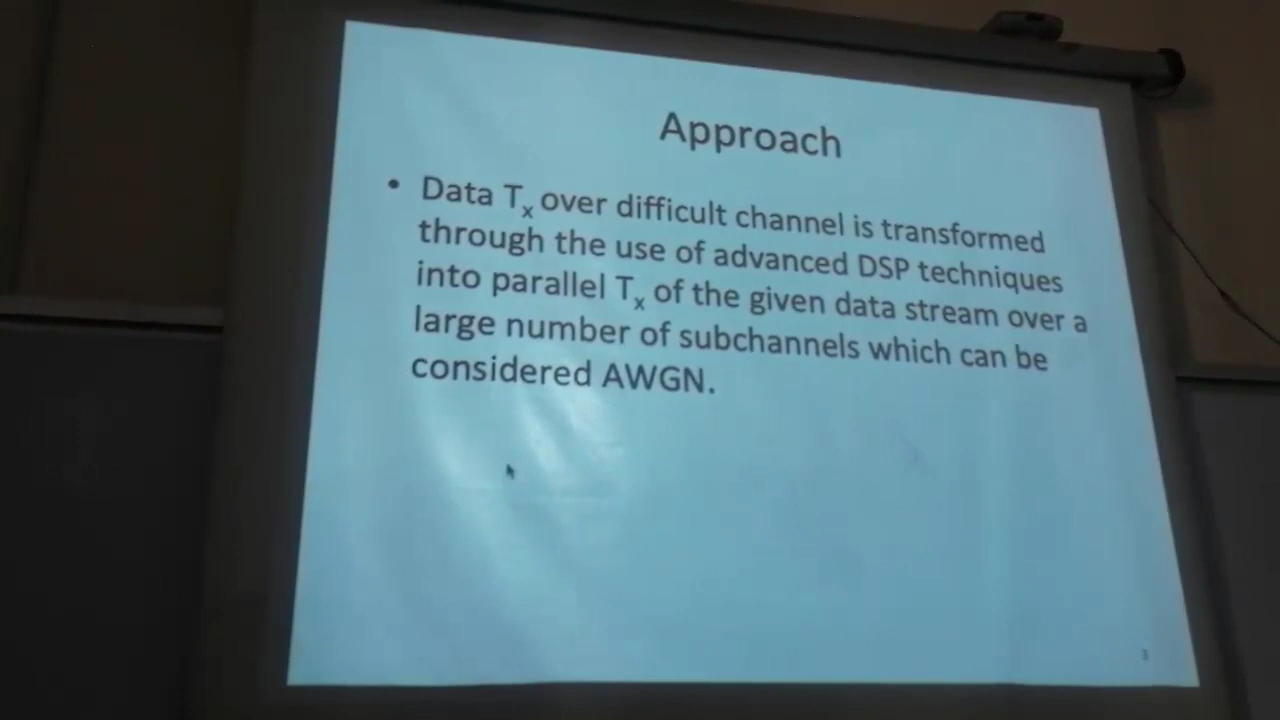 Approach
• Data Tx over difficult channel is transformed
through the use of advanced DSP techniques
into parallel Tx of the given data stream over a
large number of subchannels which can be
considered AWGN.
3